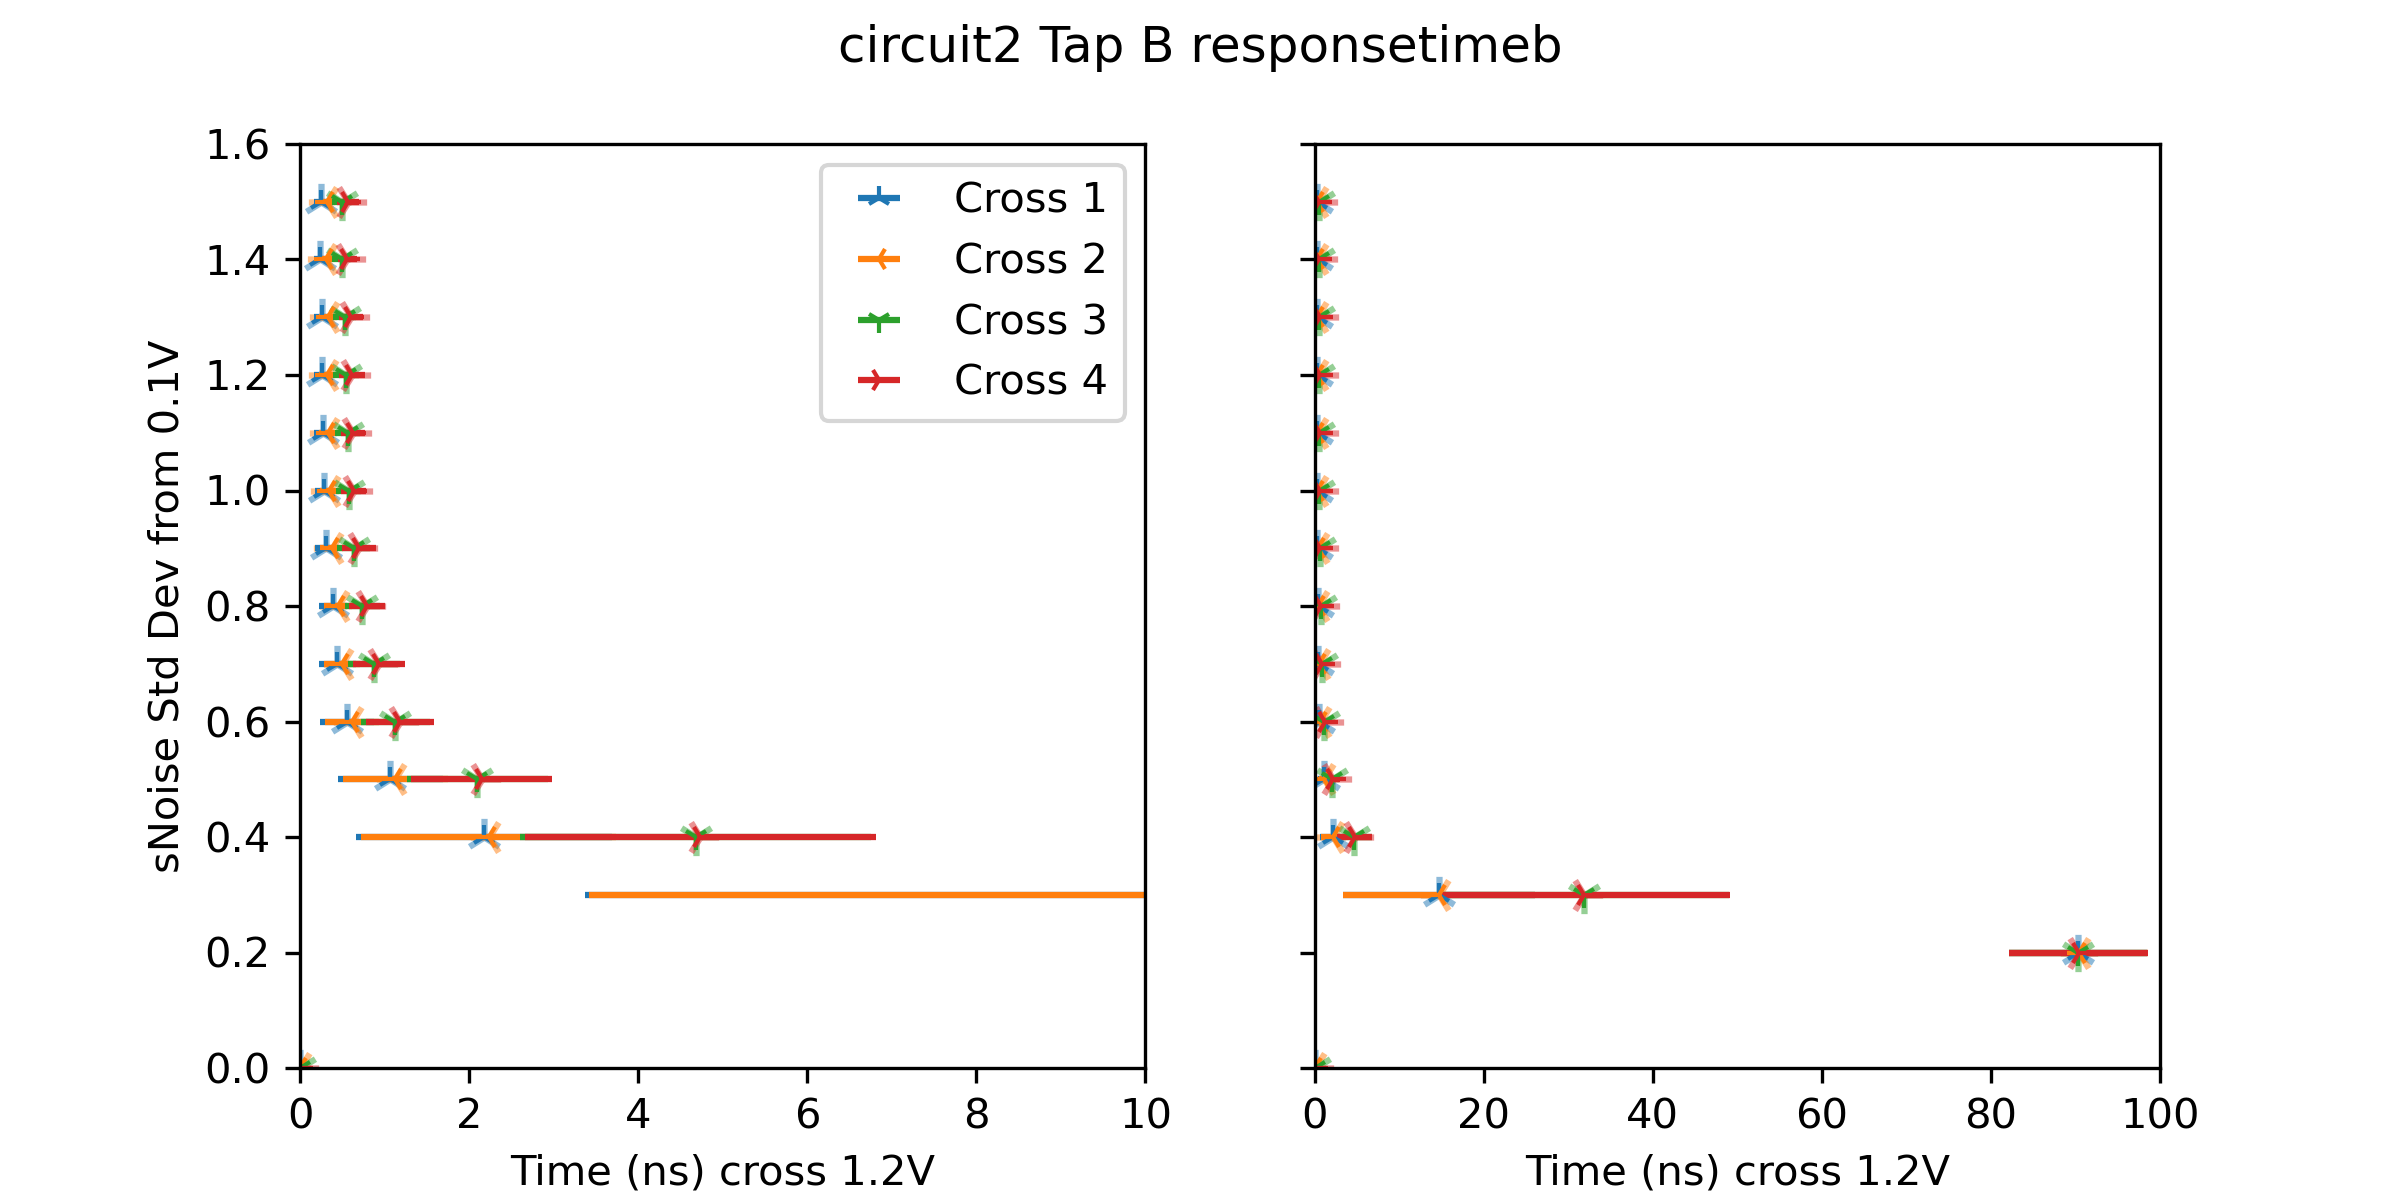 circuit2 Tap B responsetimeb
sNoise Std Dev from 0.1V
1.6
1.4
1.2
1.0
0.8
0.6
0.4
0.2
0.0
Cross 1
Cross 2
Cross 3
Cross 4
0 2 4 6 8 10
Time (ns) cross 1.2V
0 20 40 60 80 100
Time (ns) cross 1.2V